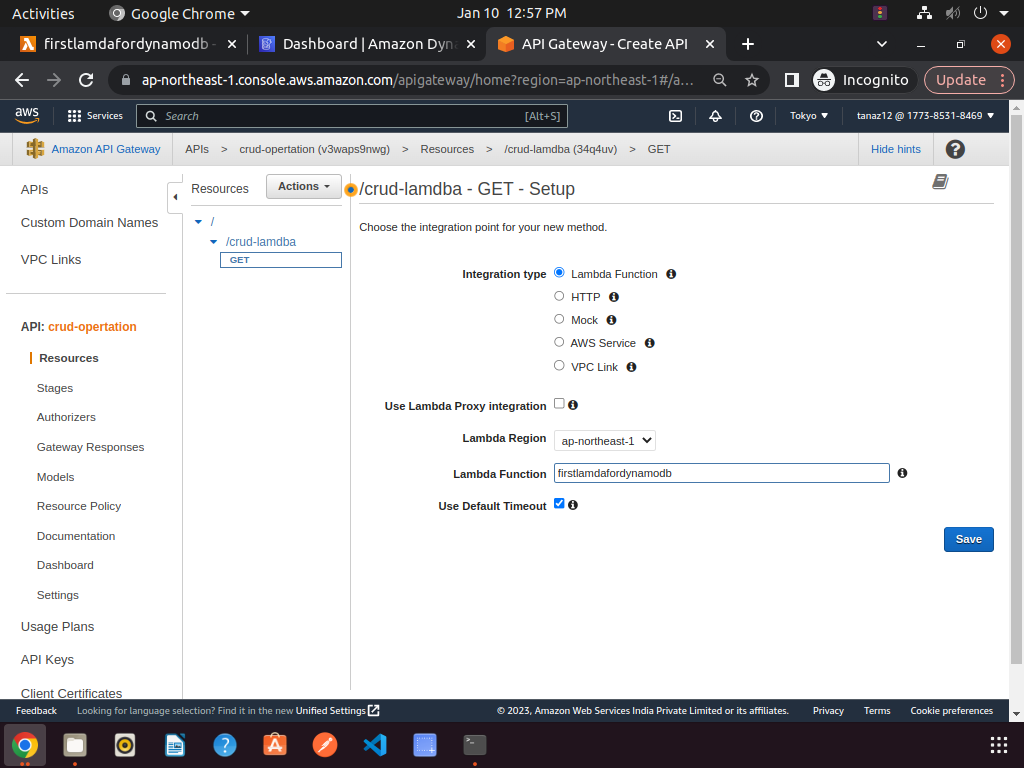 Activities Google Chrome Jan 10 12:57 PM
firstlamdafordynamodb - Dashboard | Amazon Dyn API Gateway - Create API
ap-northeast-1.console.aws.amazon.com/apigateway/home?region=ap-northeast-1#/a... Incognito Update
aws Services Search [Alt+S] Tokyo tanaz12 @ 1773-8531-8469
Amazon API Gateway APIs > crud-opertation (v3waps9nwg) > Resources > /crud-lamdba (34q4uv) > GET Hide hints ?
APIs
Custom Domain Names
VPC Links
API: crud-opertation
Resources
Stages
Authorizers
Gateway Responses
Models
Resource Policy
Documentation
Dashboard
Settings
Usage Plans
API Keys
Client Certificates
Resources Actions
/
/crud-lamdba
GET
/crud-lamdba - GET - Setup
Choose the integration point for your new method.
Integration type Lambda Function
HTTP
Mock
AWS Service
VPC Link
Use Lambda Proxy integration
Lambda Region ap-northeast-1
Lambda Function firstlamdafordynamodb
Use Default Timeout
Save
Feedback Looking for language selection? Find it in the new Unified Settings © 2023, Amazon Web Services India Private Limited or its affiliates. Privacy Terms Cookie preferences